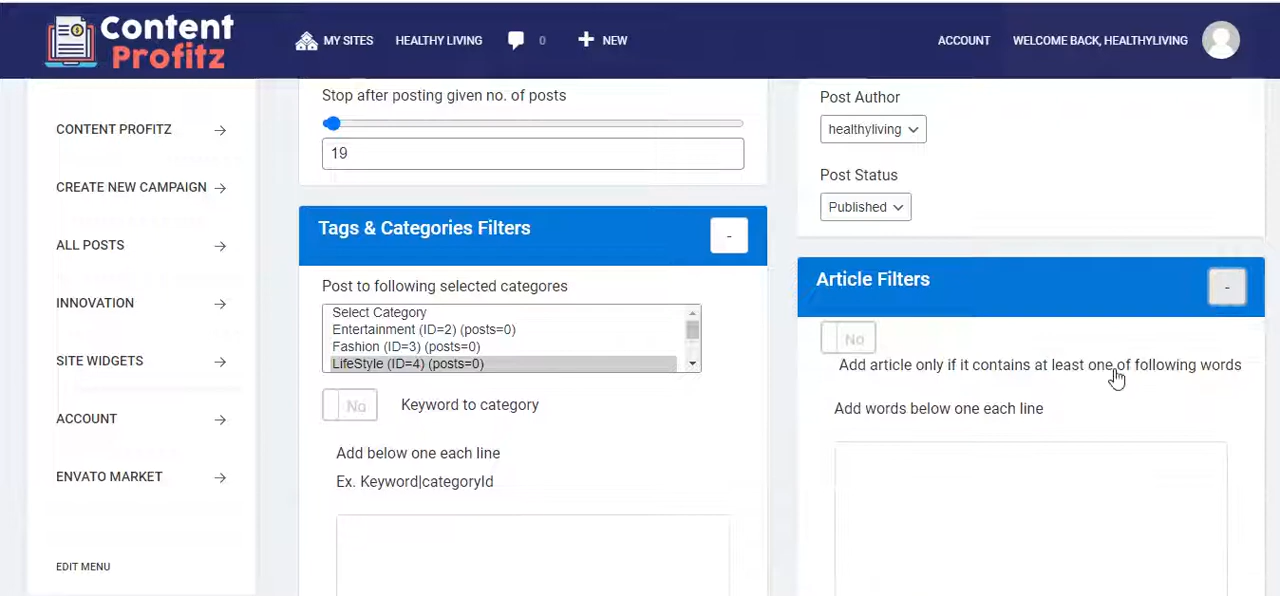 Content
Profitz
MY SITES
HEALTHY LIVING
0
NEW
ACCOUNT
WELCOME BACK, HEALTHYLIVING
CONTENT PROFITZ
CREATE NEW CAMPAIGN
ALL POSTS
INNOVATION
SITE WIDGETS
ACCOUNT
ENVATO MARKET
EDIT MENU
Stop after posting given no. of posts
19
Tags & Categories Filters
-
Post to following selected categories
Select Category
Entertainment (ID=2) (posts=0)
Fashion (ID=3) (posts=0)
LifeStyle (ID=4) (posts=0)
No
Keyword to category
Add below one each line
Ex. Keyword|categoryId
Post Author
healthyliving
Post Status
Published
Article Filters
-
No
Add article only if it contains at least one of following words
Add words below one each line